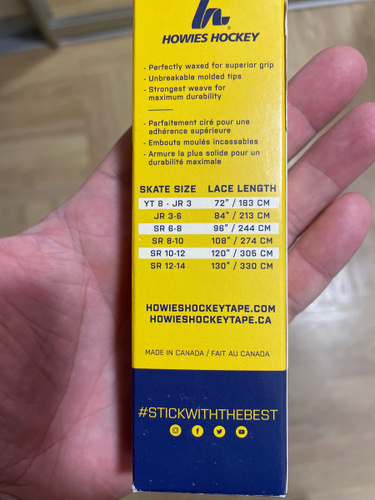 HOWIES HOCKEY
- Perfectly waxed for superior grip
- Unbreakable molded tips
- Strongest weave for
maximum durability
- Parfaitement ciré pour une
adhérence supérieure
- Embouts moulés incassables
- Armure la plus solide pour un
durabilité maximale
SKATE SIZE LACE LENGTH
YT 8 - JR 3 72" / 183 CM
JR 3-6 84" / 213 CM
SR 6-8 96" / 244 CM
SR 8-10 108" / 274 CM
SR 10-12 120" / 305 CM
SR 12-14 130" / 330 CM
HOWIESHOCKEYTAPE.COM
HOWIESHOCKEYTAPE.CA
MADE IN CANADA / FAIT AU CANADA
#STICKWITHTHEBEST